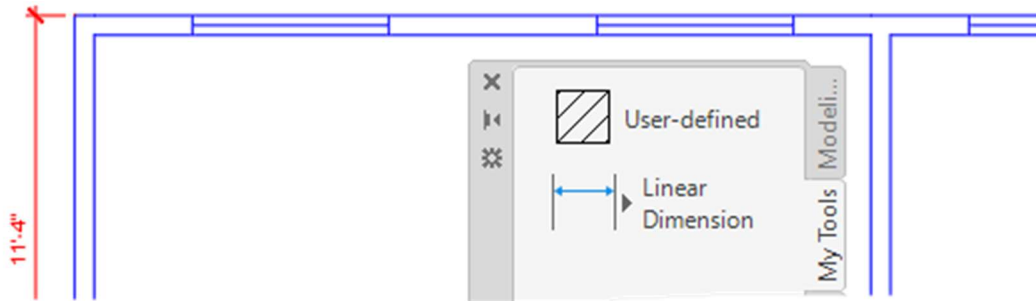 User-defined
Linear
Dimension
Modeli...
My Tools
11'-4"